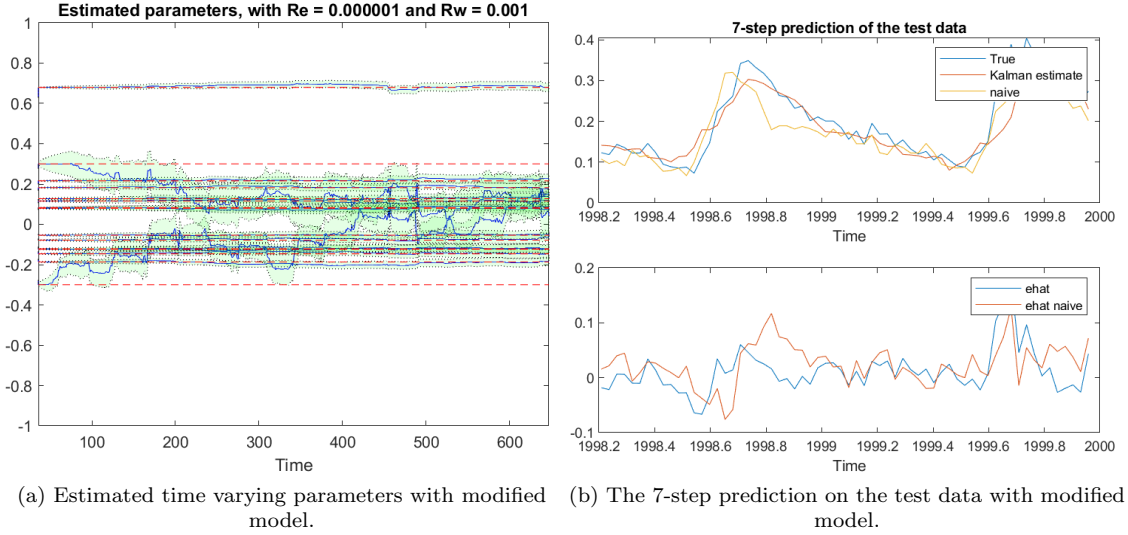 Estimated parameters, with Re = 0.000001 and Rw = 0.001
1
0.8
0.6
0.4
0.2
0
-0.2
-0.4
-0.6
-0.8
-1
100 200 300 400 500 600
Time
(a) Estimated time varying parameters with modified
model.
7-step prediction of the test data
0.4
0.3
0.2
0.1
0
True
Kalman estimate
naive
1998.2 1998.4 1998.6 1998.8 1999 1999.2 1999.4 1999.6 1999.8 2000
Time
0.2
0.1
0
-0.1
ehat
ehat naive
1998.2 1998.4 1998.6 1998.8 1999 1999.2 1999.4 1999.6 1999.8 2000
Time
(b) The 7-step prediction on the test data with modified
model.